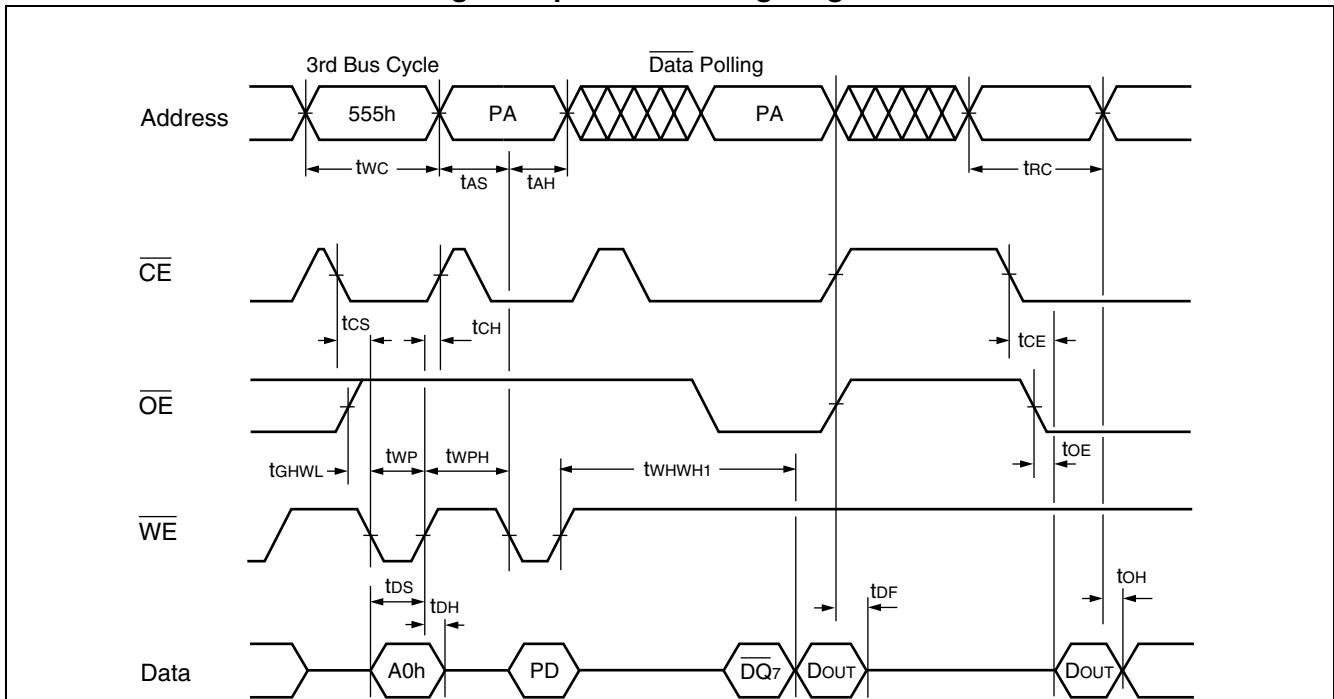 3rd Bus Cycle
Data Polling
Address
555h
PA
PA
tWC
tAS
tAH
tRC
CE
tCS
tCH
tCE
OE
tGHWL
tWP
tWPH
tWHWH1
tOE
WE
tDS
tDH
tDF
tOH
Data
A0h
PD
DQ7
DOUT
DOUT